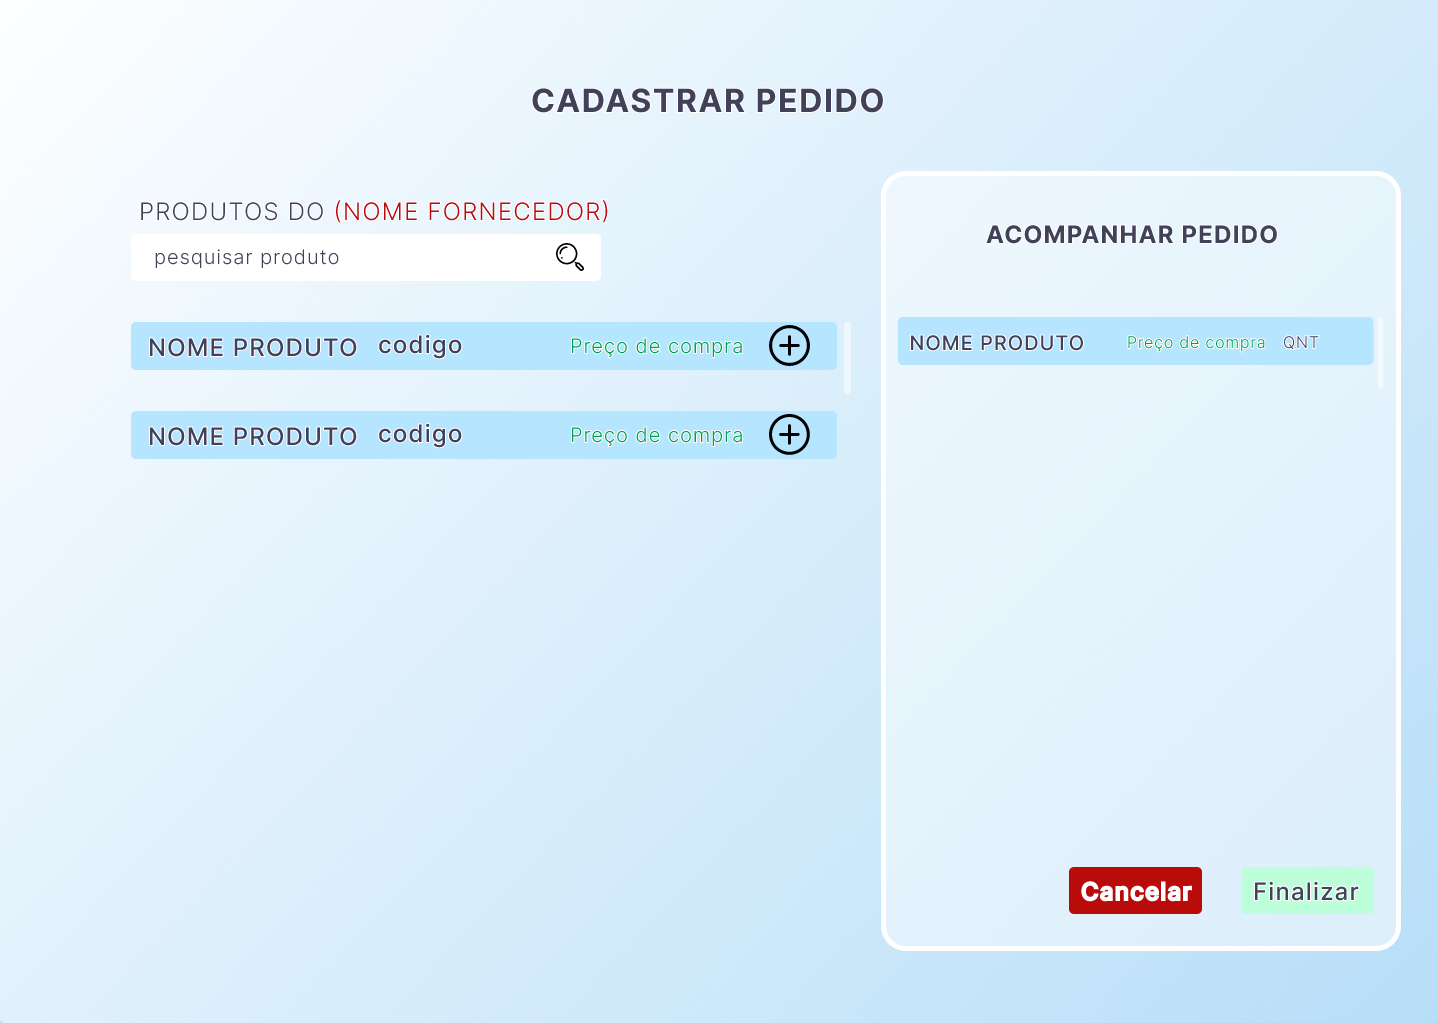 CADASTRAR PEDIDO
PRODUTOS DO (NOME FORNECEDOR)
pesquisar produto
NOME PRODUTO codigo Preço de compra
NOME PRODUTO codigo Preço de compra
ACOMPANHAR PEDIDO
NOME PRODUTO Preço de compra QNT
Cancelar Finalizar